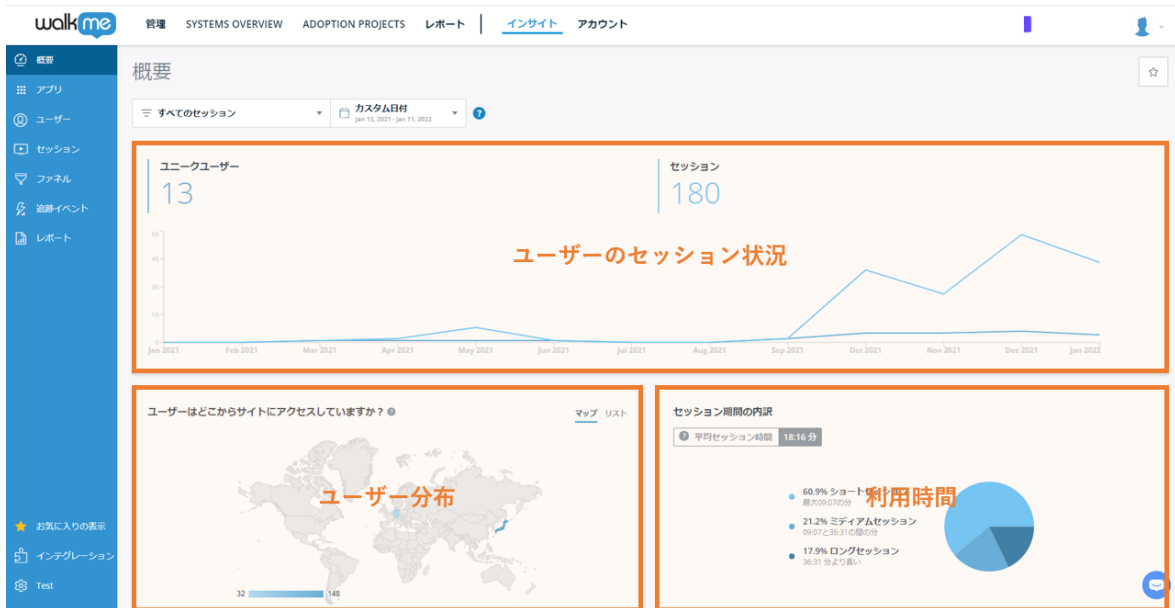 walkme
管理 SYSTEMS OVERVIEW ADOPTION PROJECTS レポート インサイト アカウント
概要
アプリ
ユーザー
セッション
ファネル
追跡イベント
レポート
お気に入りの表示
インテグレーション
Test
概要
すべてのセッション
カスタム日付
Jan 13, 2021 - Jan 11, 2022
?
ユニークユーザー
13
セッション
180
ユーザーのセッション状況
60
45
30
15
0
Jan 2021 Feb 2021 Mar 2021 Apr 2021 May 2021 Jun 2021 Jul 2021 Aug 2021 Sep 2021 Oct 2021 Nov 2021 Dec 2021 Jan 2022
ユーザーはどこからサイトにアクセスしていますか? ?
マップ リスト
ユーザー分布
32 148
セッション期間の内訳
? 平均セッション時間 18:16 分
利用時間
60.9% ショート
最大09:07の分
21.2% ミディアムセッション
09:07と36:31の間の分
17.9% ロングセッション
36:31 分より長い